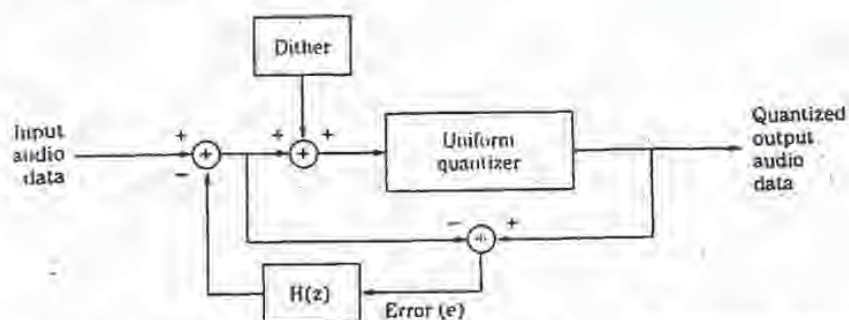 Dither
Input
audio
data
+
−
+
+
+
+
Uniform
quantizer
Quantized
output
audio
data
−
+
+
H(z)
Error (e)